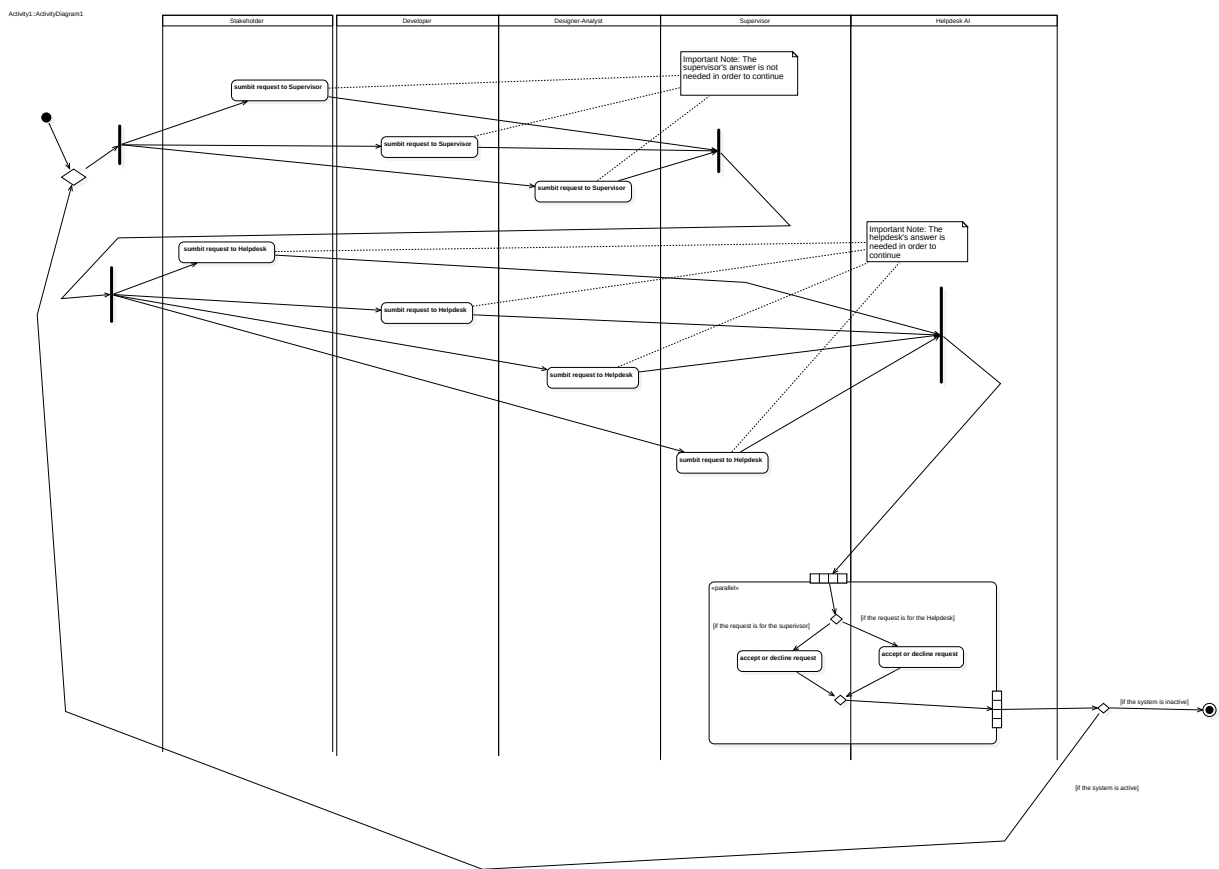 Activity1::ActivityDiagram1
Stakeholder
Developer
Designer-Analyst
Supervisor
Helpdesk AI
Important Note: The
supervisor's answer is not
needed in order to continue
sumbit request to Supervisor
sumbit request to Supervisor
sumbit request to Supervisor
Important Note: The
helpdesk's answer is
needed in order to
continue
sumbit request to Helpdesk
sumbit request to Helpdesk
sumbit request to Helpdesk
sumbit request to Helpdesk
«parallel»
[if the request is for the superivsor]
[if the request is for the Helpdesk]
accept or decline request
accept or decline request
[if the system is inactive]
[if the system is active]